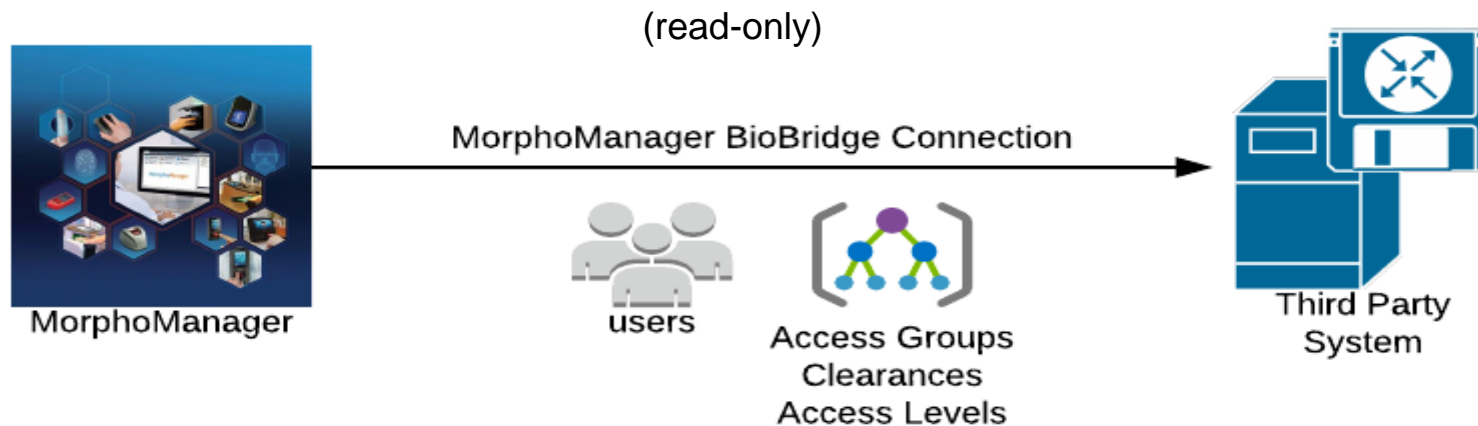 (read-only)
MorphoManager BioBridge Connection
MorphoManager
users
Access Groups
Clearances
Access Levels
Third Party
System